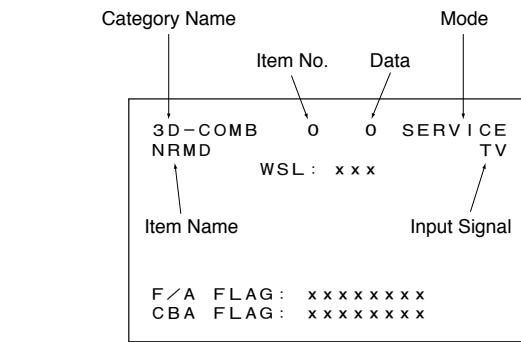 Category Name Mode
Item No. Data
3D-COMB 0 0 SERVICE
NRMD TV
WSL: xxx
Item Name Input Signal
F/A FLAG: xxxxxxxx
CBA FLAG: xxxxxxxx